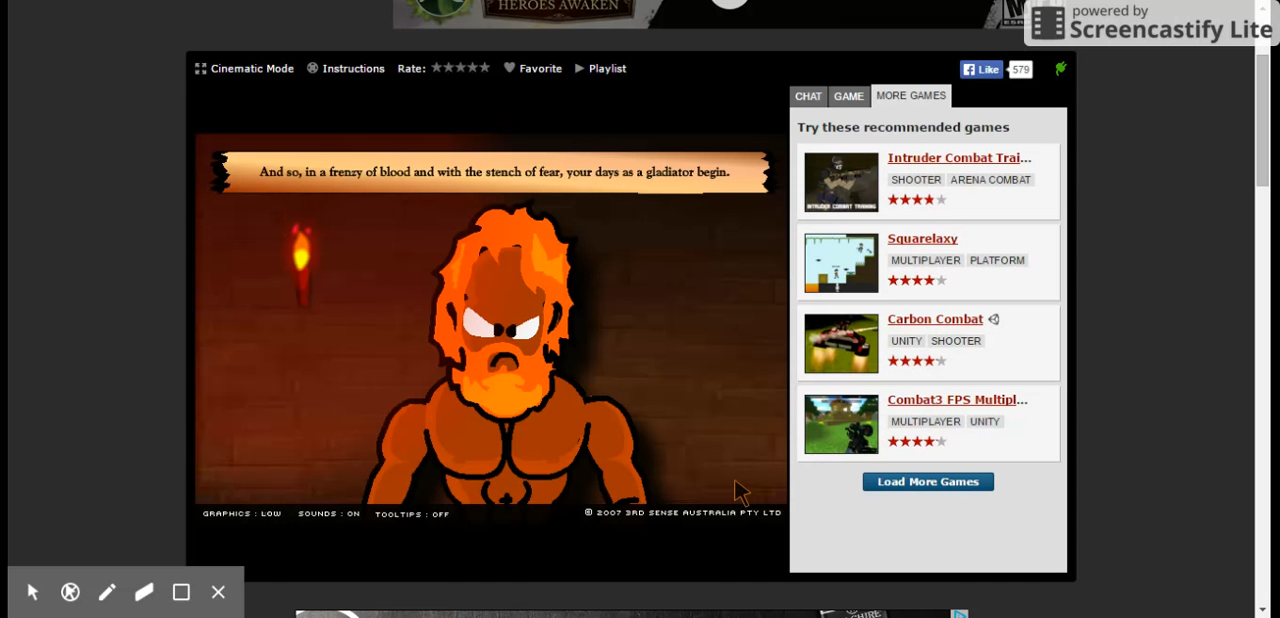 HEROES AWAKEN
powered by
Screencastify Lite
Cinematic Mode Instructions Rate: Favorite Playlist
Like 579
CHAT GAME MORE GAMES
Try these recommended games
Intruder Combat Trai...
SHOOTER ARENA COMBAT
INTRUDER COMBAT TRAINING
Squarelaxy
MULTIPLAYER PLATFORM
Carbon Combat
UNITY SHOOTER
Combat3 FPS Multipl...
MULTIPLAYER UNITY
Load More Games
And so, in a frenzy of blood and with the stench of fear, your days as a gladiator begin.
GRAPHICS : LOW SOUNDS : ON TOOLTIPS : OFF
© 2007 3RD SENSE AUSTRALIA PTY LTD